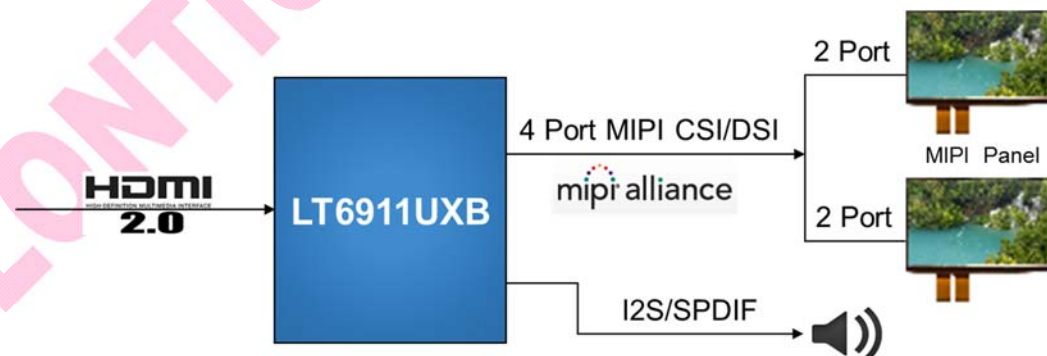 LONTIU
2 Port
4 Port MIPI CSI/DSI
HDMI
HIGH-DEFINITION MULTIMEDIA INTERFACE
2.0
LT6911UXB
mipi alliance
MIPI Panel
2 Port
I2S/SPDIF